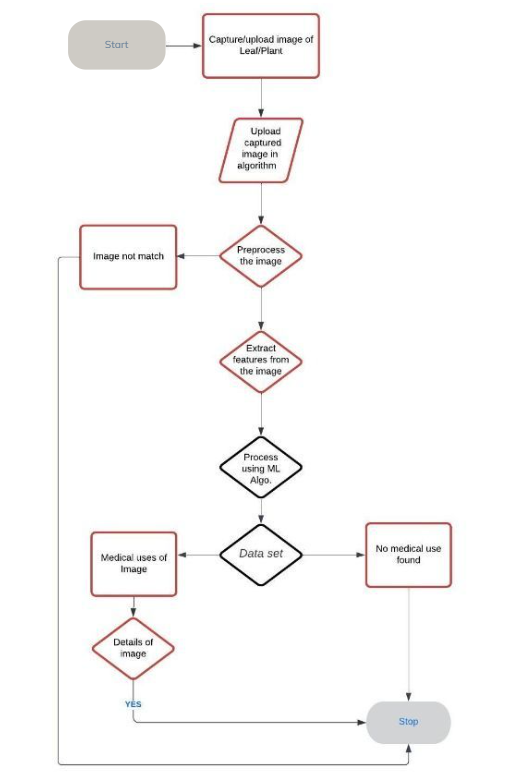 Start
Capture/upload image of
Leaf/Plant
Upload
captured
image in
algorithm
Image not match
Preprocess
the image
Extract
features from
the image
Process
using ML
Algo.
Medical uses of
Image
Data set
No medical use
found
Details of
image
YES
Stop